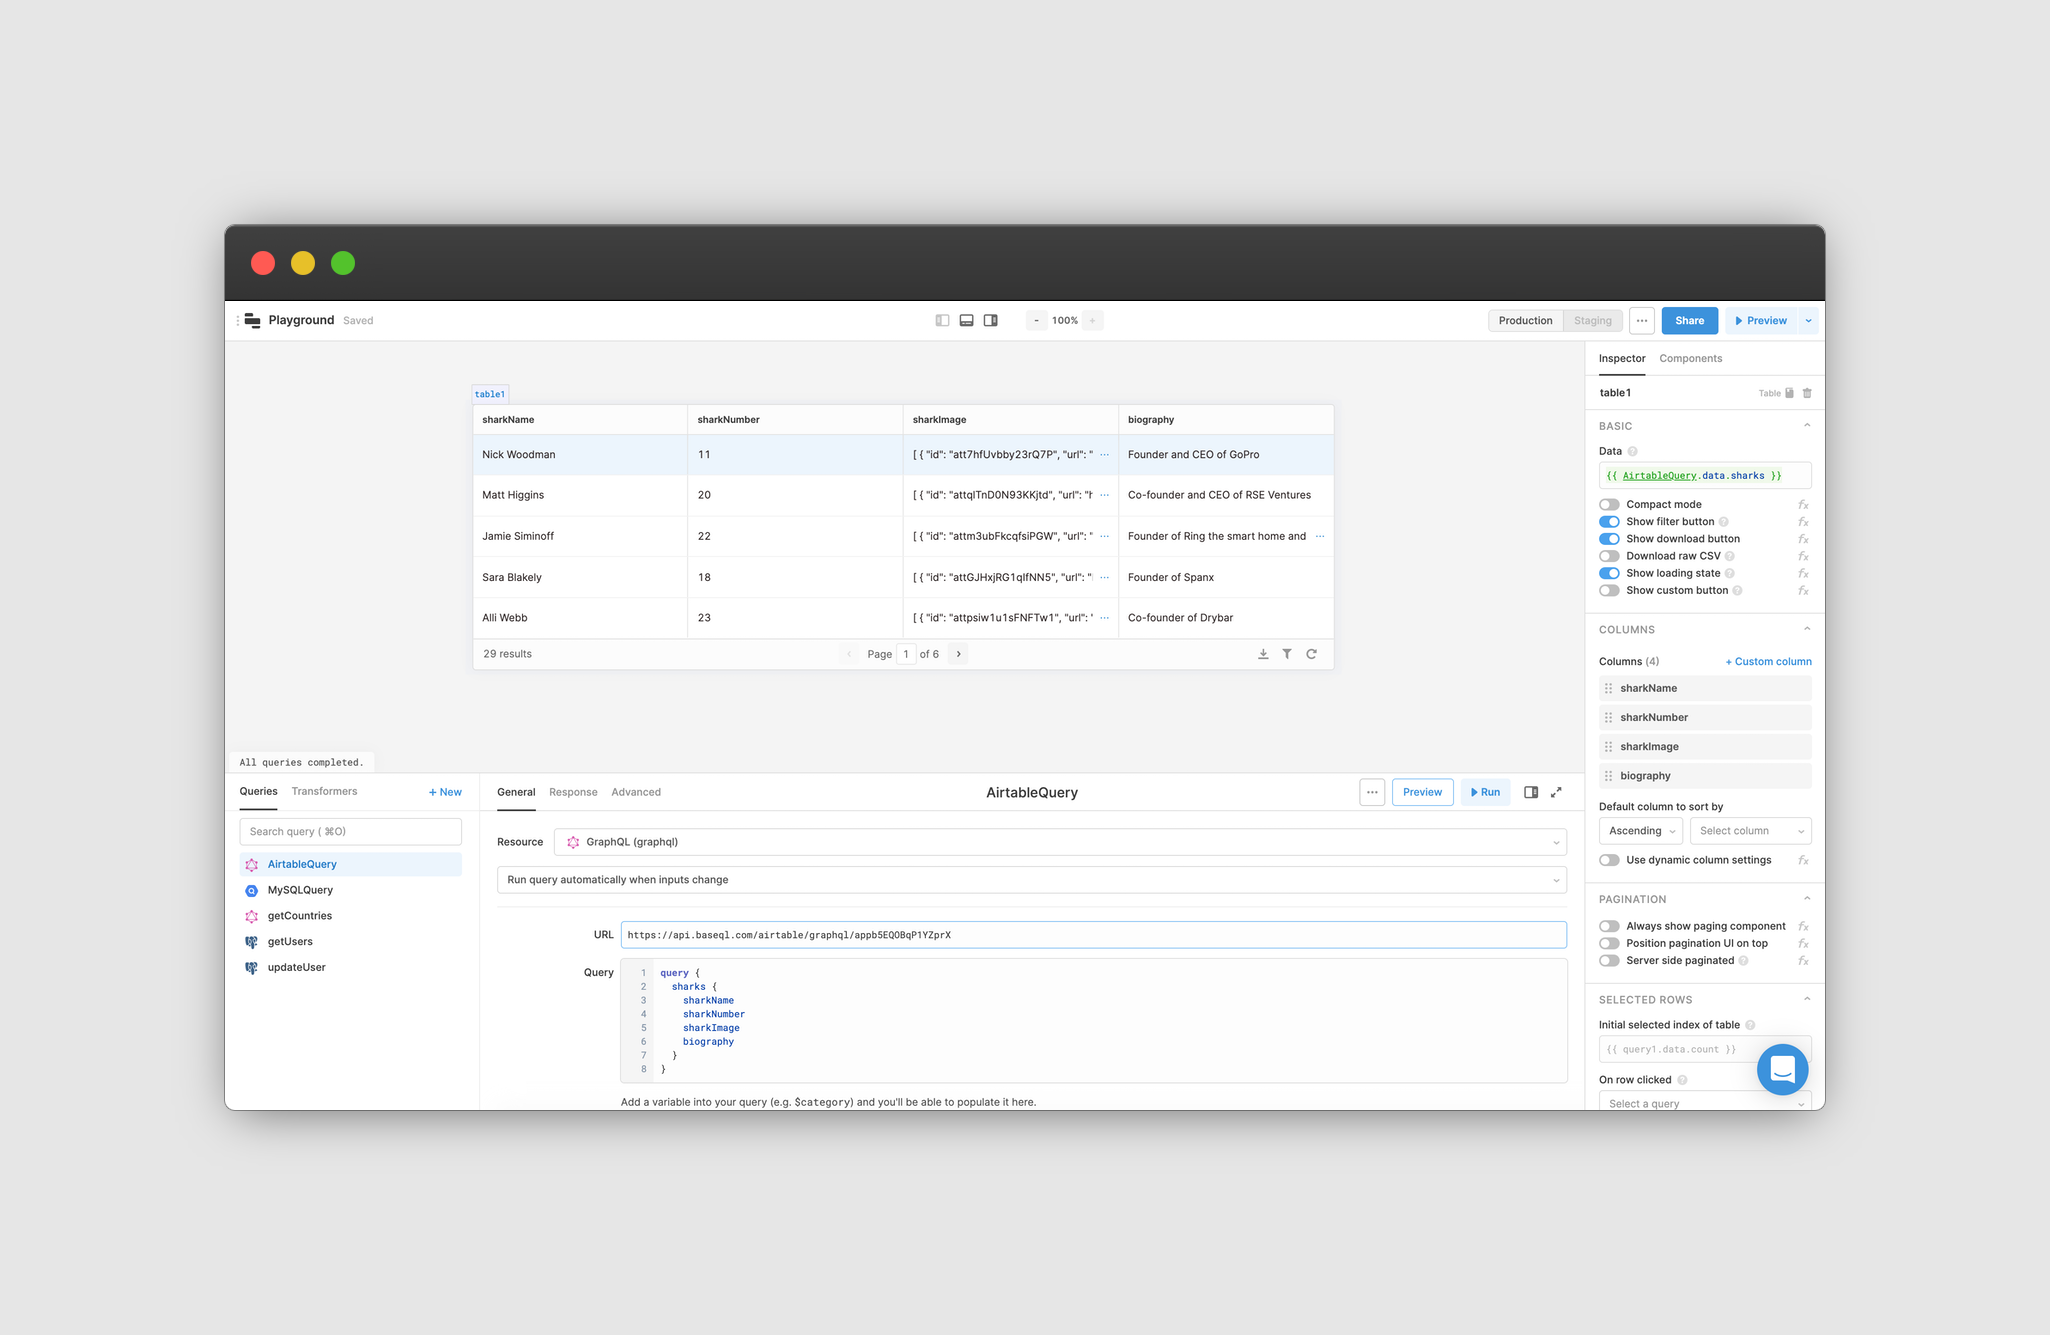 Playground Saved
- 100% +
Production Staging ··· Share Preview
table1
sharkName sharkNumber sharkImage biography
Nick Woodman 11 [ { "id": "att7hfUvbby23rQ7P", "url": " ··· Founder and CEO of GoPro
Matt Higgins 20 [ { "id": "attqlTnD0N93KKjtd", "url": "h ··· Co-founder and CEO of RSE Ventures
Jamie Siminoff 22 [ { "id": "attm3ubFkcqfsiPGW", "url": " ··· Founder of Ring the smart home and ···
Sara Blakely 18 [ { "id": "attGJHxjRG1qIfNN5", "url": " ··· Founder of Spanx
Alli Webb 23 [ { "id": "attpsiw1u1sFNFTw1", "url": ' ··· Co-founder of Drybar
29 results Page 1 of 6
All queries completed.
Queries Transformers + New
Search query ( ⌘O)
AirtableQuery
MySQLQuery
getCountries
getUsers
updateUser
General Response Advanced AirtableQuery ··· Preview Run
Resource GraphQL (graphql)
Run query automatically when inputs change
URL https://api.baseql.com/airtable/graphql/appb5EQOBqP1YZprX
Query
1 query {
2 sharks {
3 sharkName
4 sharkNumber
5 sharkImage
6 biography
7 }
8 }
Add a variable into your query (e.g. $category) and you'll be able to populate it here.
Inspector Components
table1 Table
BASIC
Data ?
{{ AirtableQuery.data.sharks }}
Compact mode fx
Show filter button ? fx
Show download button fx
Download raw CSV ? fx
Show loading state ? fx
Show custom button ? fx
COLUMNS
Columns (4) + Custom column
sharkName
sharkNumber
sharkImage
biography
Default column to sort by
Ascending Select column
Use dynamic column settings fx
PAGINATION
Always show paging component fx
Position pagination UI on top fx
Server side paginated ? fx
SELECTED ROWS
Initial selected index of table ?
{{ query1.data.count }}
On row clicked ?
Select a query